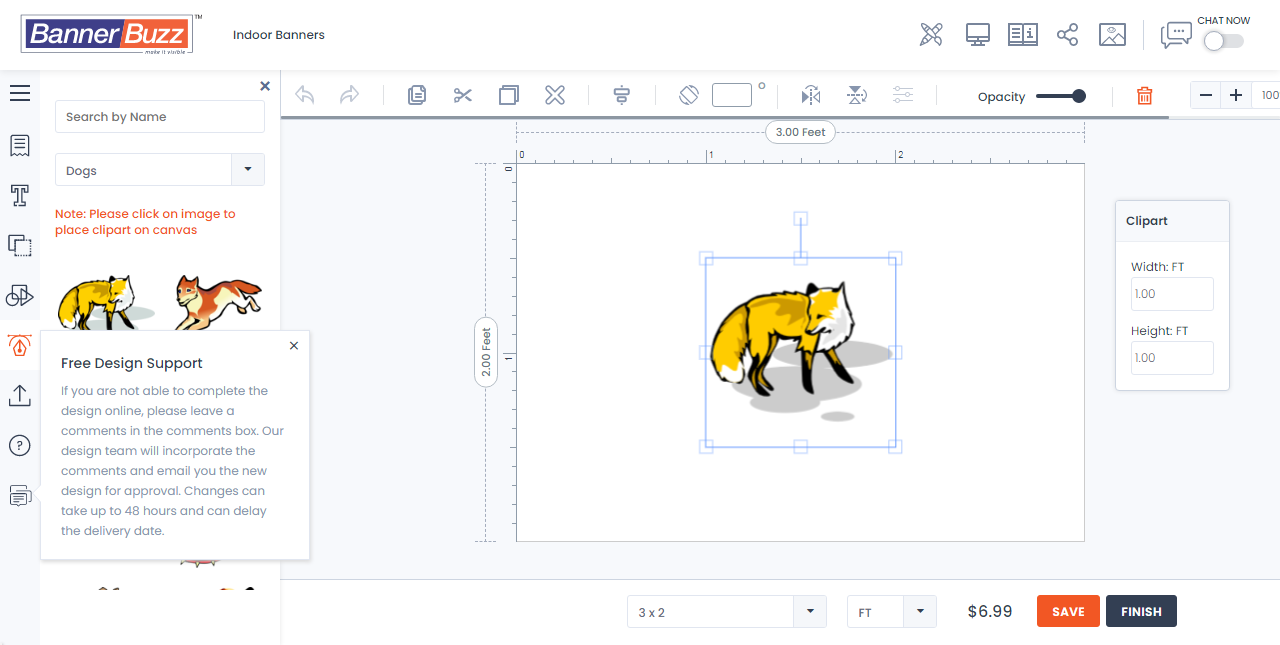 BannerBuzz™
make it visible
Indoor Banners
CHAT NOW
×
Search by Name
Dogs
Note: Please click on image to
place clipart on canvas
Free Design Support
If you are not able to complete the
design online, please leave a
comments in the comments box. Our
design team will incorporate the
comments and email you the new
design for approval. Changes can
take up to 48 hours and can delay
the delivery date.
Opacity
100
3.00 Feet
0
1
2
0
1
2.00 Feet
Clipart
Width: FT
1.00
Height: FT
1.00
3 x 2
FT
$6.99
SAVE
FINISH